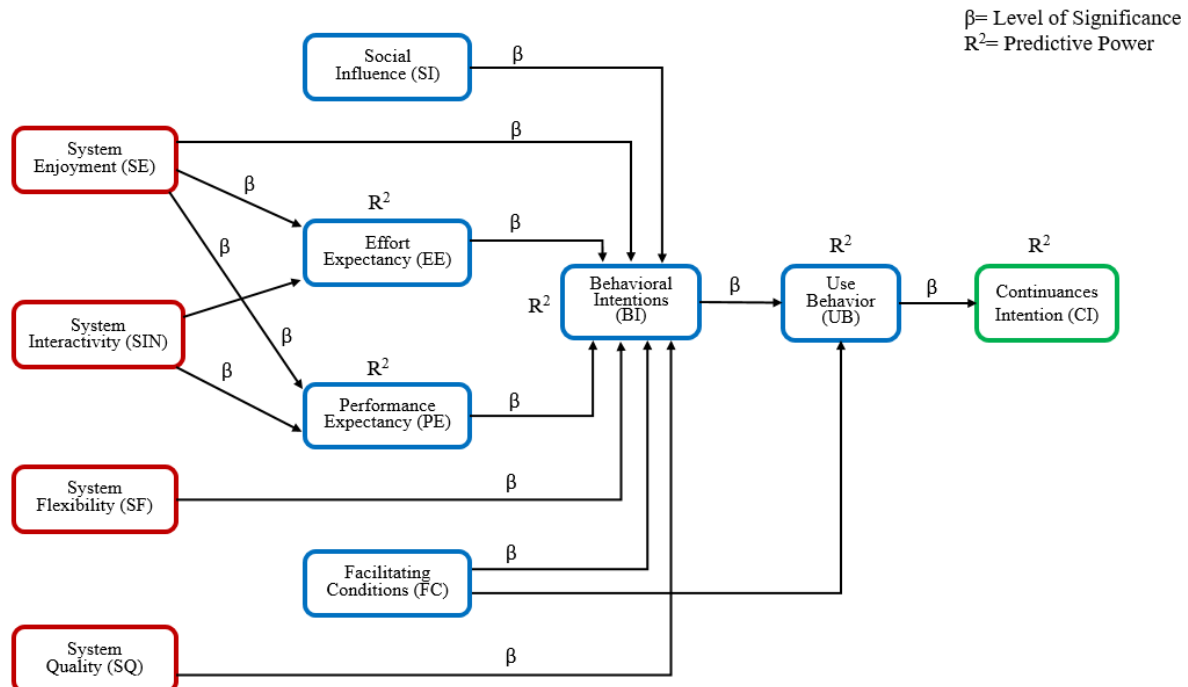 β= Level of Significance
R²= Predictive Power
Social
Influence (SI)
β
β
System
Enjoyment (SE)
β
R²
β
Effort
Expectancy (EE)
β
R²
Behavioral
Intentions
(BI)
β
R²
Use
Behavior
(UB)
β
R²
Continuances
Intention (CI)
System
Interactivity (SIN)
β
β
R²
Performance
Expectancy (PE)
β
System
Flexibility (SF)
β
Facilitating
Conditions (FC)
β
System
Quality (SQ)
β